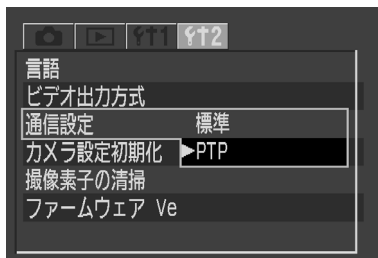 言語
ビデオ出力方式
通信設定 標準
カメラ設定初期化 ▶PTP
撮像素子の清掃
ファームウェア Ve